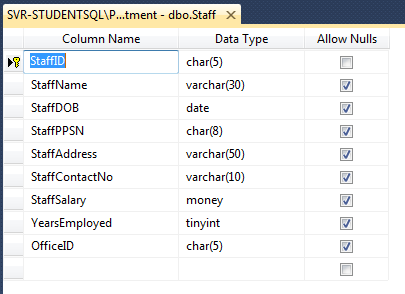 SVR-STUDENTSQL\P...tment - dbo.Staff
Column Name Data Type Allow Nulls
StaffID char(5)
StaffName varchar(30)
StaffDOB date
StaffPPSN char(8)
StaffAddress varchar(50)
StaffContactNo varchar(10)
StaffSalary money
YearsEmployed tinyint
OfficeID char(5)